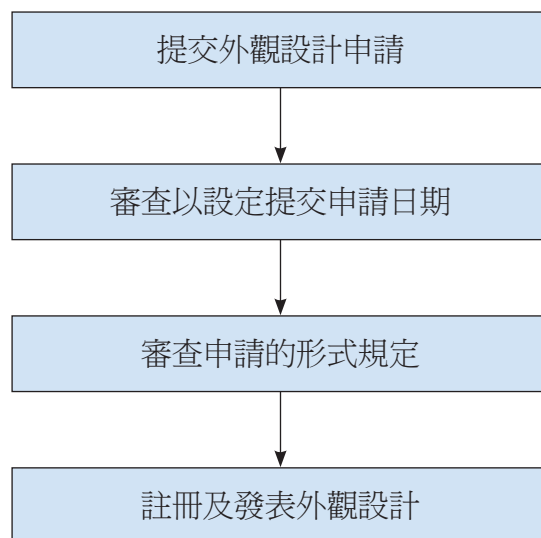 提交外觀設計申請
審查以設定提交申請日期
審查申請的形式規定
註冊及發表外觀設計